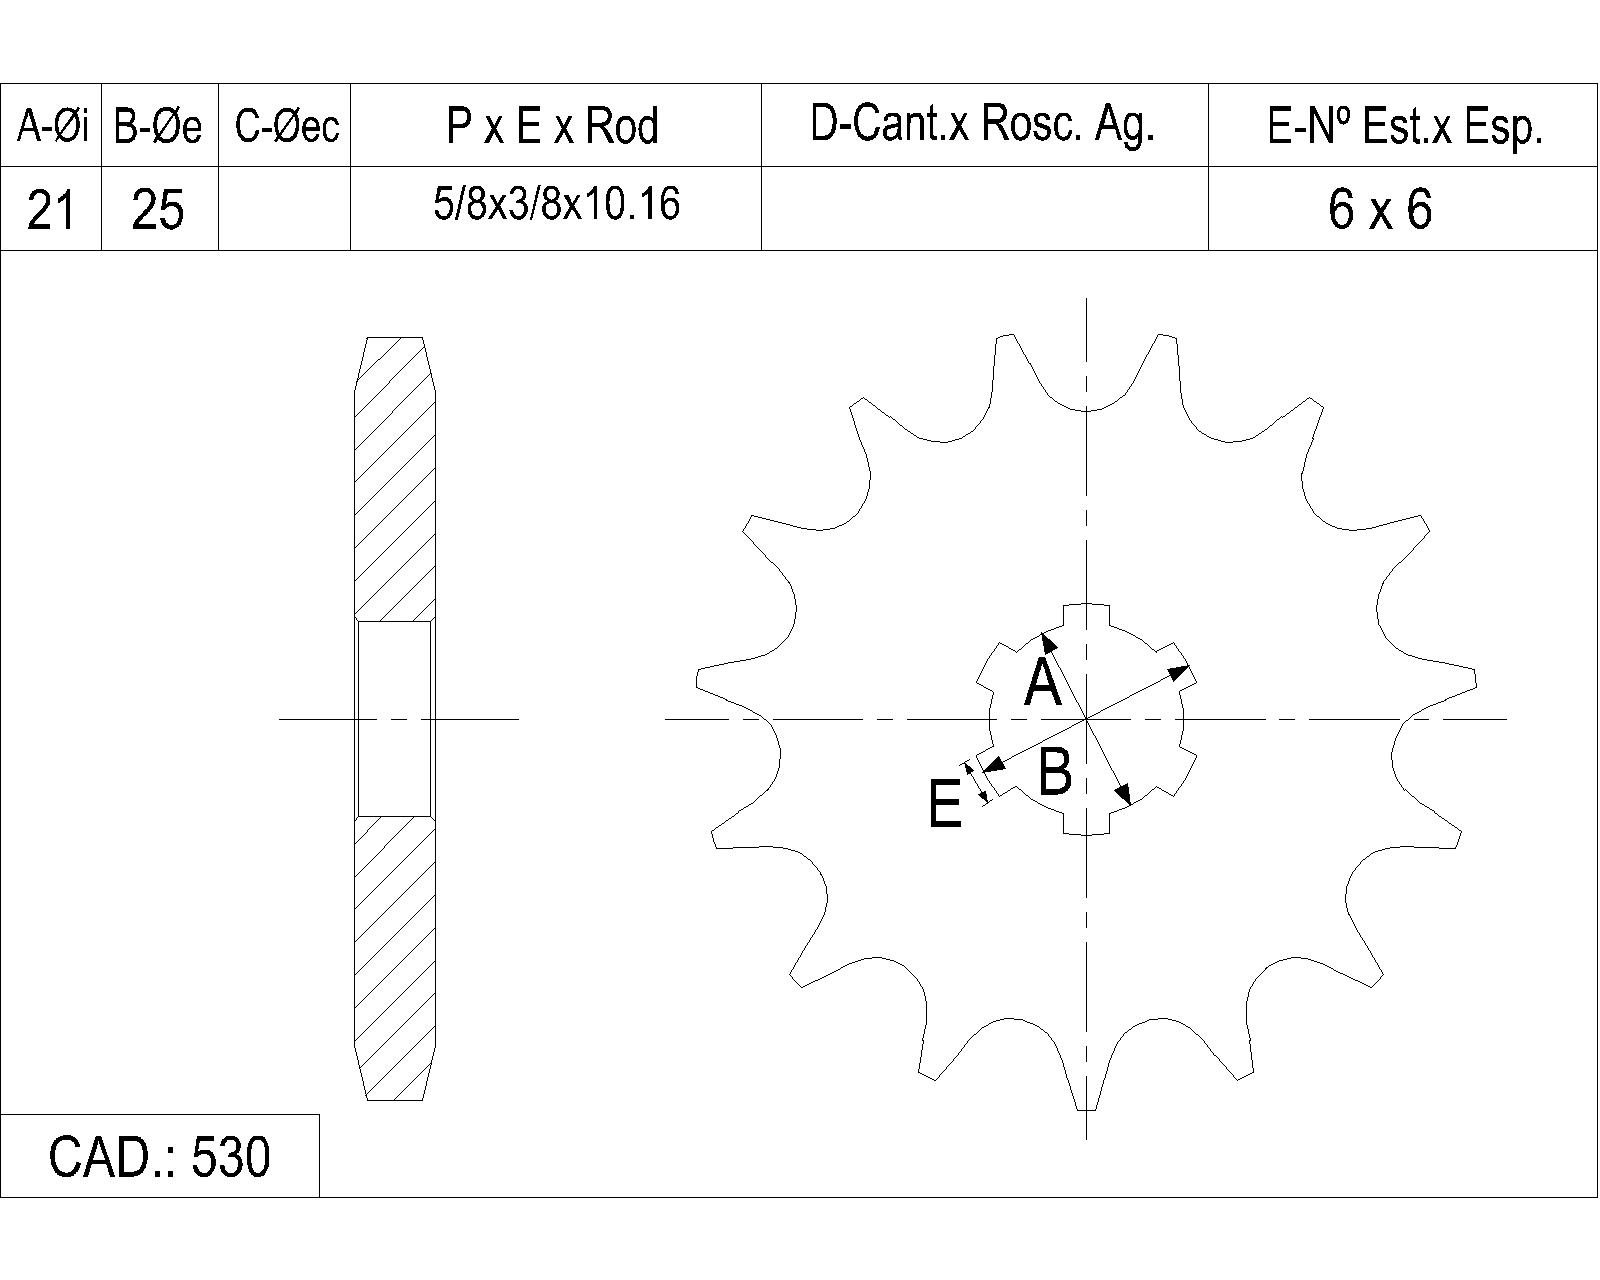 A-Øi B-Øe C-Øec P x E x Rod D-Cant.x Rosc. Ag. E-Nº Est.x Esp.
21 25 5/8x3/8x10.16 6 x 6
A
B
E
CAD.: 530